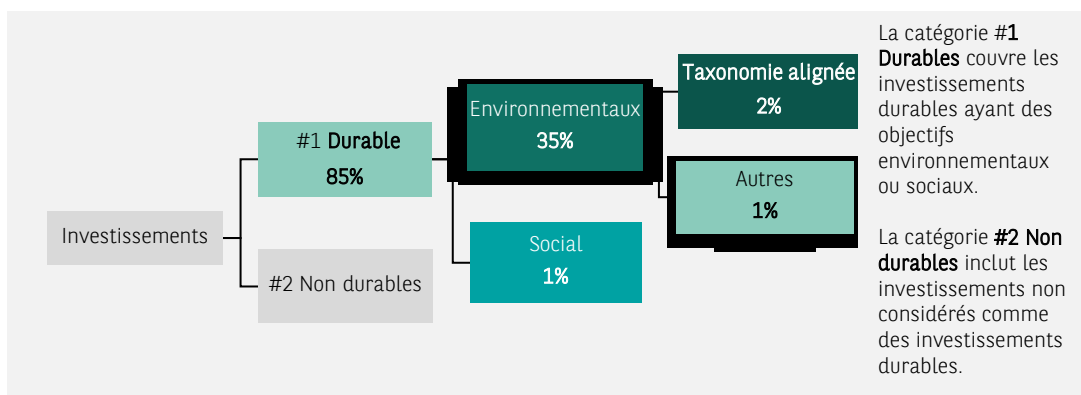 Investissements
#1 Durable
85%
#2 Non durables
Environnementaux
35%
Social
1%
Taxonomie alignée
2%
Autres
1%
La catégorie #1
Durables couvre les
investissements
durables ayant des
objectifs
environnementaux
ou sociaux.
La catégorie #2 Non
durables inclut les
investissements non
considérés comme
des investissements
durables.